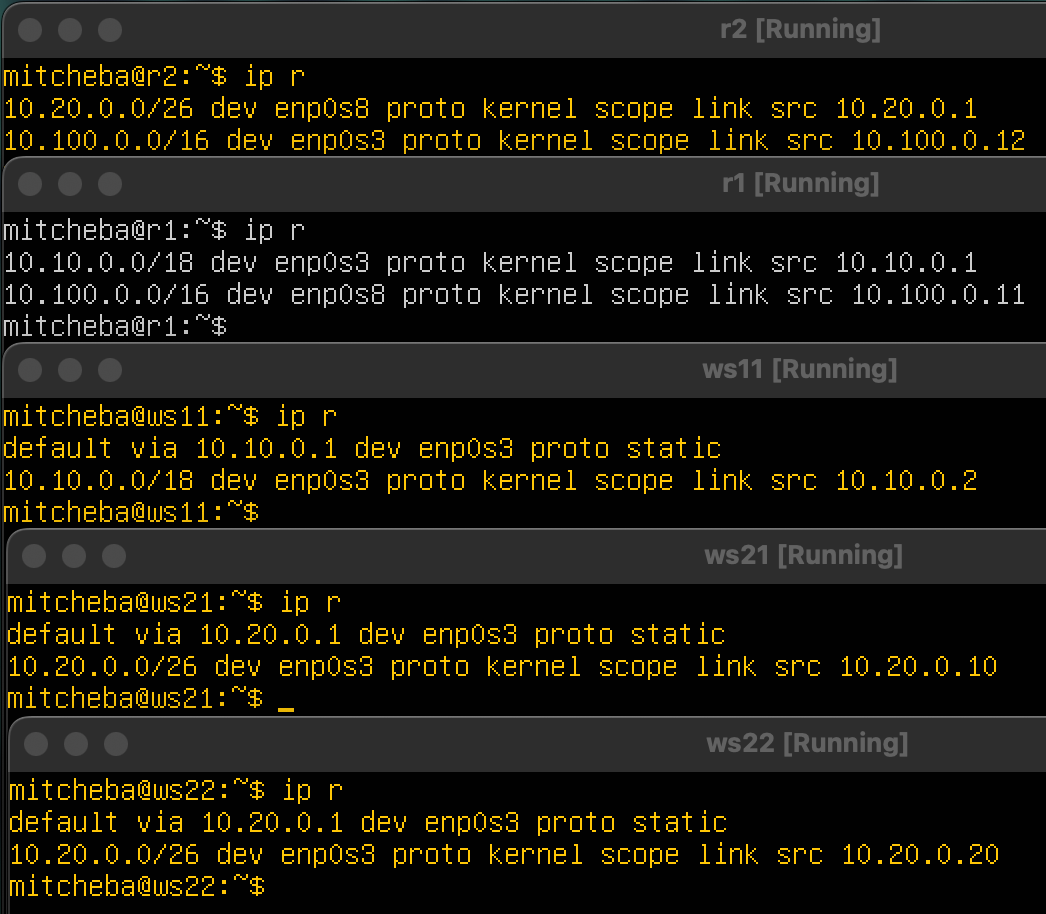 r2 [Running]
mitcheba@r2:~$ ip r
10.20.0.0/26 dev enp0s8 proto kernel scope link src 10.20.0.1
10.100.0.0/16 dev enp0s3 proto kernel scope link src 10.100.0.12
r1 [Running]
mitcheba@r1:~$ ip r
10.10.0.0/18 dev enp0s3 proto kernel scope link src 10.10.0.1
10.100.0.0/16 dev enp0s8 proto kernel scope link src 10.100.0.11
mitcheba@r1:~$
ws11 [Running]
mitcheba@ws11:~$ ip r
default via 10.10.0.1 dev enp0s3 proto static
10.10.0.0/18 dev enp0s3 proto kernel scope link src 10.10.0.2
mitcheba@ws11:~$
ws21 [Running]
mitcheba@ws21:~$ ip r
default via 10.20.0.1 dev enp0s3 proto static
10.20.0.0/26 dev enp0s3 proto kernel scope link src 10.20.0.10
mitcheba@ws21:~$ _
ws22 [Running]
mitcheba@ws22:~$ ip r
default via 10.20.0.1 dev enp0s3 proto static
10.20.0.0/26 dev enp0s3 proto kernel scope link src 10.20.0.20
mitcheba@ws22:~$